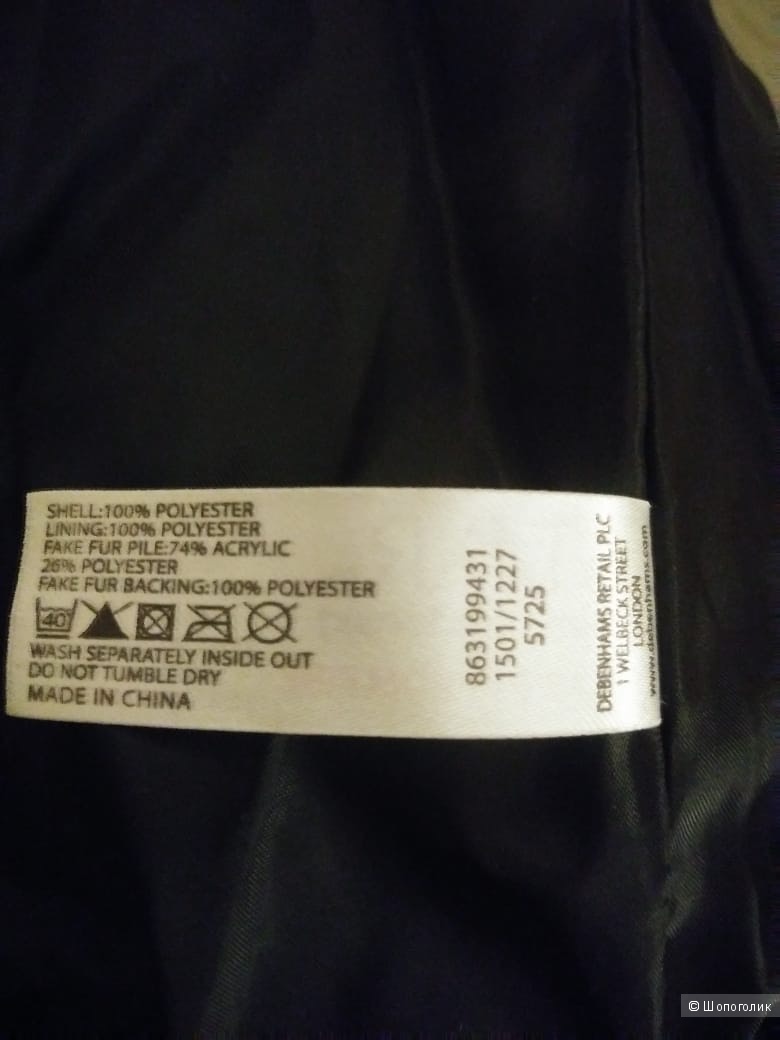 SHELL:100% POLYESTER
LINING:100% POLYESTER
FAKE FUR PILE:74% ACRYLIC
26% POLYESTER
FAKE FUR BACKING:100% POLYESTER
40
WASH SEPARATELY INSIDE OUT
DO NOT TUMBLE DRY
MADE IN CHINA
863199431
1501/1227
5725
DEBENHAMS RETAIL PLC
1 WELBECK STREET
LONDON
www.debenhams.com
© Шопоголик